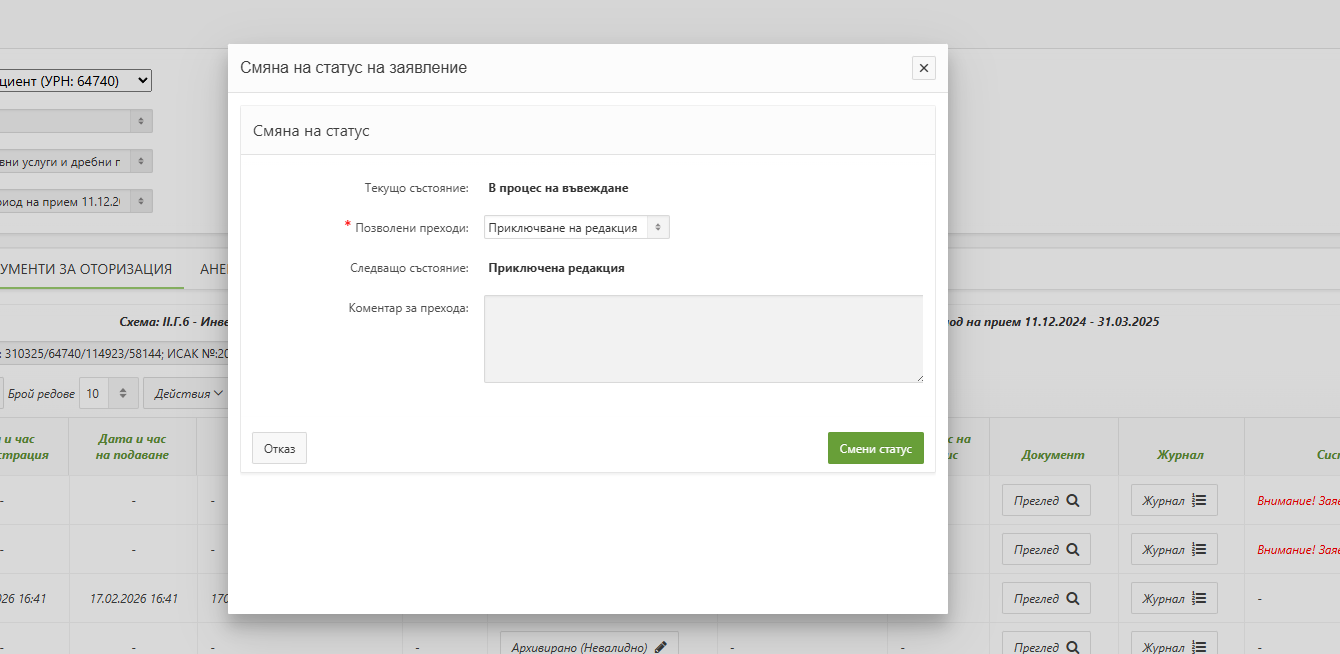 Смяна на статус на заявление
циент (УРН: 64740)
Смяна на статус
вни услуги и дребни г
Текущо състояние: В процес на въвеждане
иод на прием 11.12.2
* Позволени преходи: Приключване на редакция
УМЕНТИ ЗА ОТОРИЗАЦИЯ АНЕ
Следващо състояние: Приключена редакция
Коментар за прехода:
Схема: II.Г.6 - Инве
од на прием 11.12.2024 - 31.03.2025
: 310325/64740/114923/58144; ИСАК №:20
Брой редове 10 Действия
Отказ Смени статус
и час
страция
Дата и час
на подаване
с на
ис
Документ Журнал Сис
- - - Преглед Журнал Внимание! Заяв
- - - Преглед Журнал Внимание! Заяв
026 16:41 17.02.2026 16:41 170 Преглед Журнал -
- - - Архивирано (Невалидно) - - Преглед Журнал